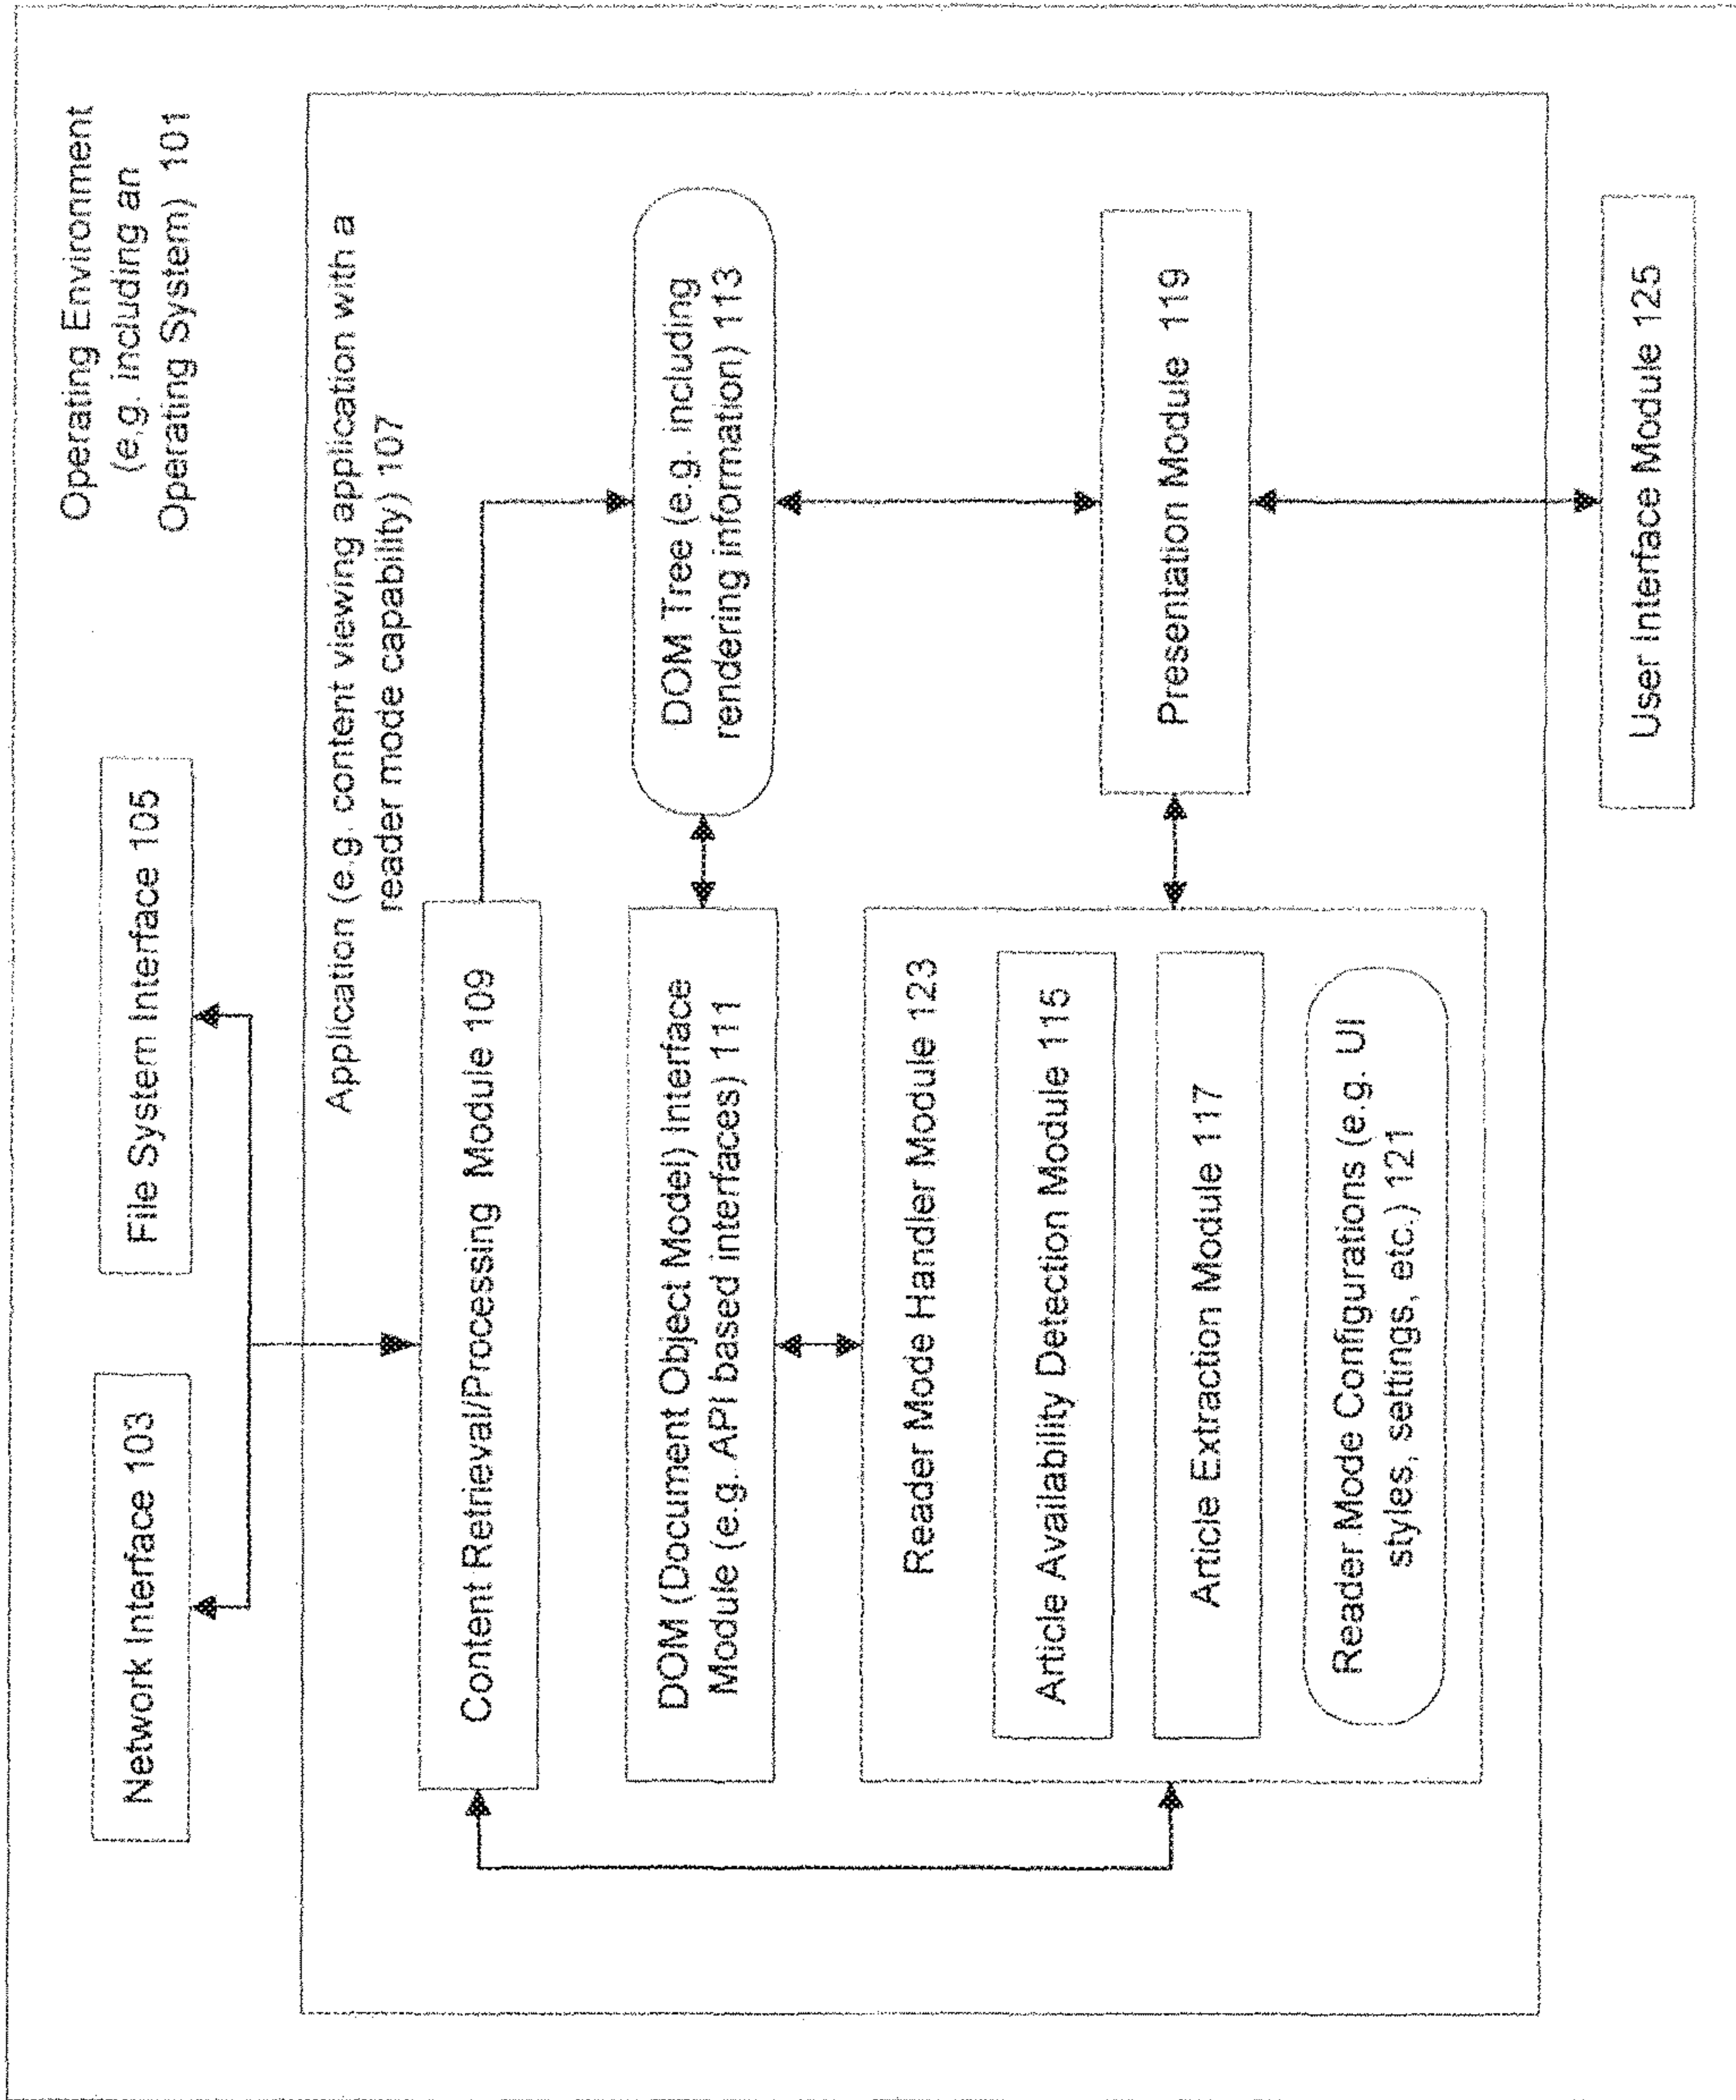 Operating Environment
(e.g. including an
Operating System) 101
Network Interface 103
File System Interface 105
Application (e.g. content viewing application with a
reader mode capability) 107
Content Retrieval/Processing Module 109
DOM (Document Object Model) Interface
Module (e.g. API based interfaces) 111
DOM Tree (e.g. including
rendering information) 113
Reader Mode Handler Module 123
Article Availability Detection Module 115
Article Extraction Module 117
Reader Mode Configurations (e.g. UI
styles, settings, etc.) 121
Presentation Module 119
User Interface Module 125